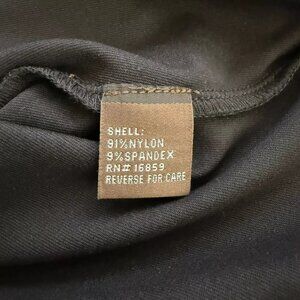 SHELL:
91%NYLON
9%SPANDEX
RN# 16859
REVERSE FOR CARE